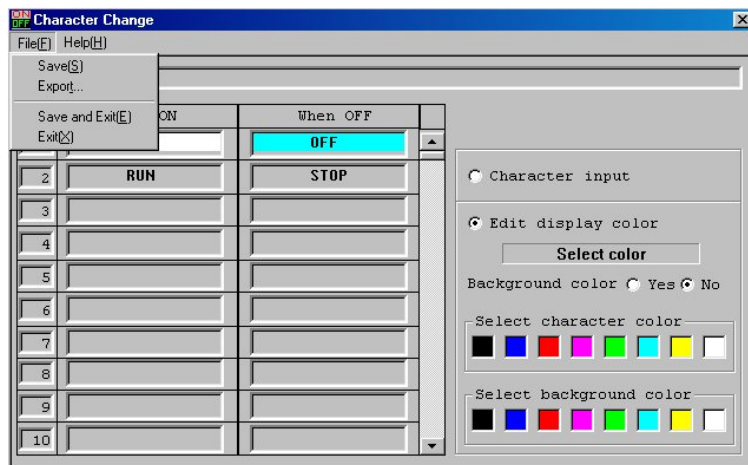 ON OFF Character Change
File(F) Help(H)
Save(S)
Export...
Save and Exit(E)
Exit(X)
ON When OFF
OFF
2 RUN STOP
3
4
5
6
7
8
9
10
Character input
Edit display color
Select color
Background color Yes No
Select character color
Select background color